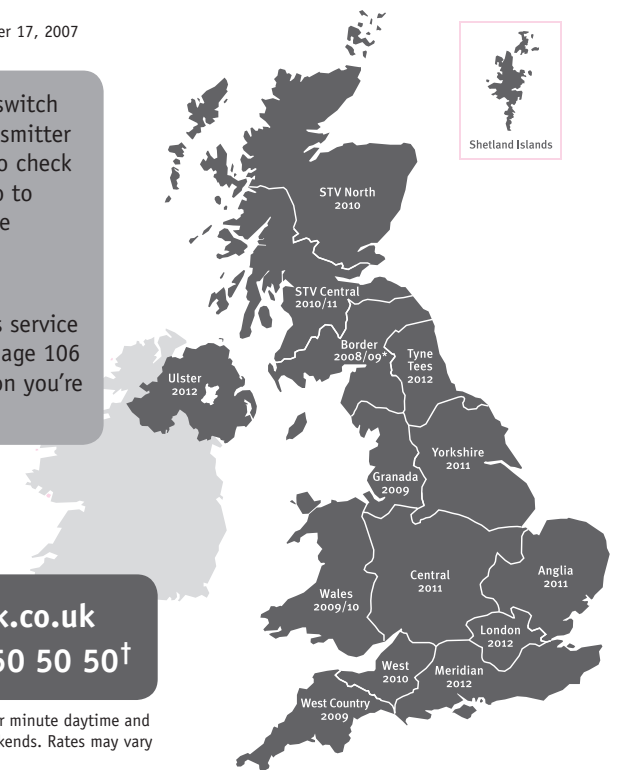 er 17, 2007
switch
smitter
o check
o to
e
s service
age 106
on you're
k.co.uk
50 50 50†
r minute daytime and
kends. Rates may vary
Shetland Islands
STV North
2010
STV Central
2010/11
Border
2008/09*
Tyne
Tees
2012
Ulster
2012
Yorkshire
2011
Granada
2009
Central
2011
Anglia
2011
Wales
2009/10
London
2012
West
2010
Meridian
2012
West Country
2009